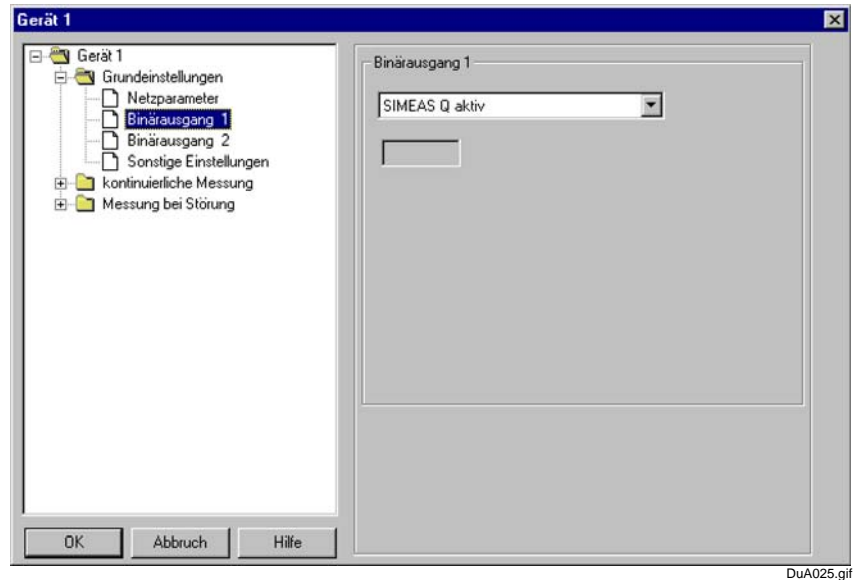 Gerät 1
Gerät 1
Grundeinstellungen
Netzparameter
Binärausgang 1
Binärausgang 2
Sonstige Einstellungen
kontinuierliche Messung
Messung bei Störung
Binärausgang 1
SIMEAS Q aktiv
OK
Abbruch
Hilfe
DuA025.gif